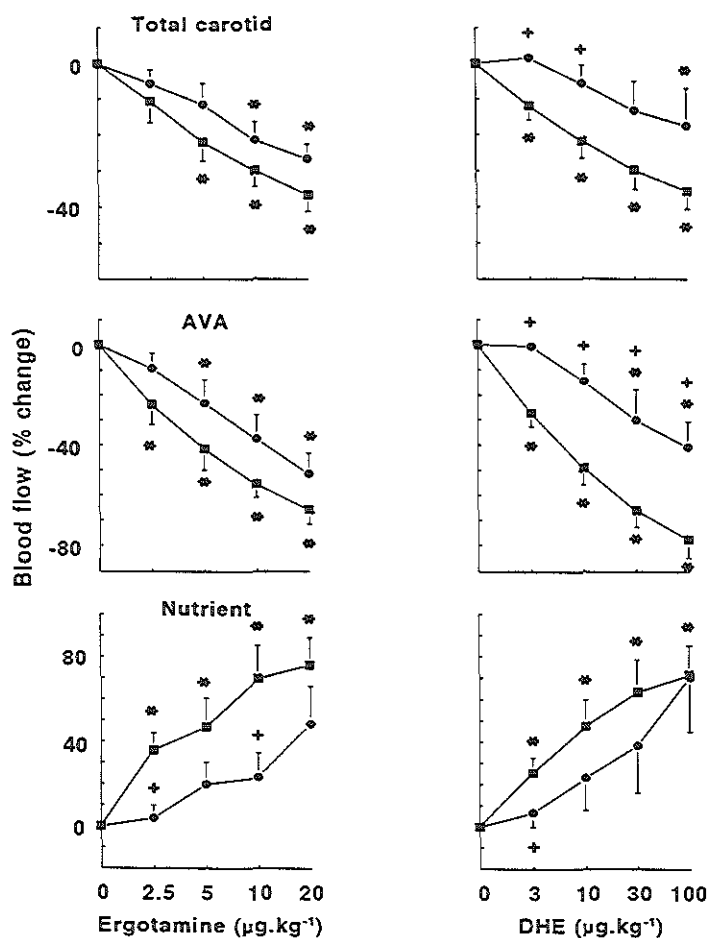 Total carotid
0
-40
AVA
0
-40
-80
Nutrient
80
40
0
Blood flow (% change)
0 2.5 5 10 20
Ergotamine (µg.kg⁻¹)
0 3 10 30 100
DHE (µg.kg⁻¹)